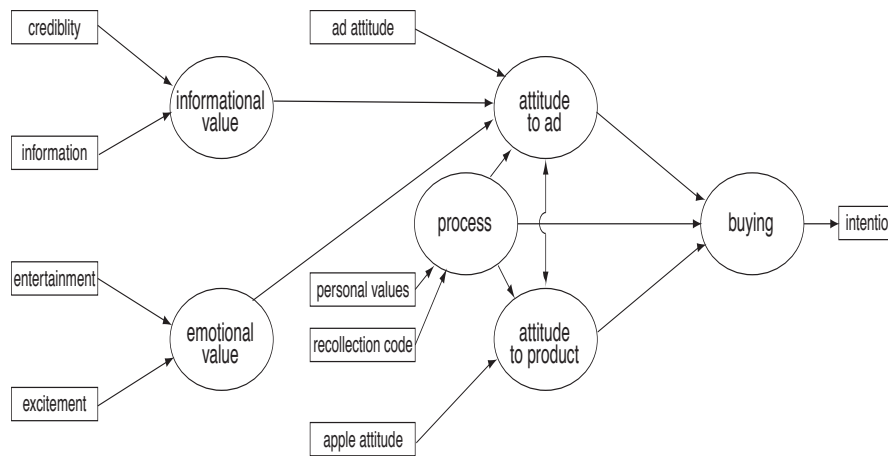 crediblity
ad attitude
informational
value
attitude
to ad
information
process
buying
intentio
entertainment
personal values
emotional
value
recollection code
attitude
to product
excitement
apple attitude